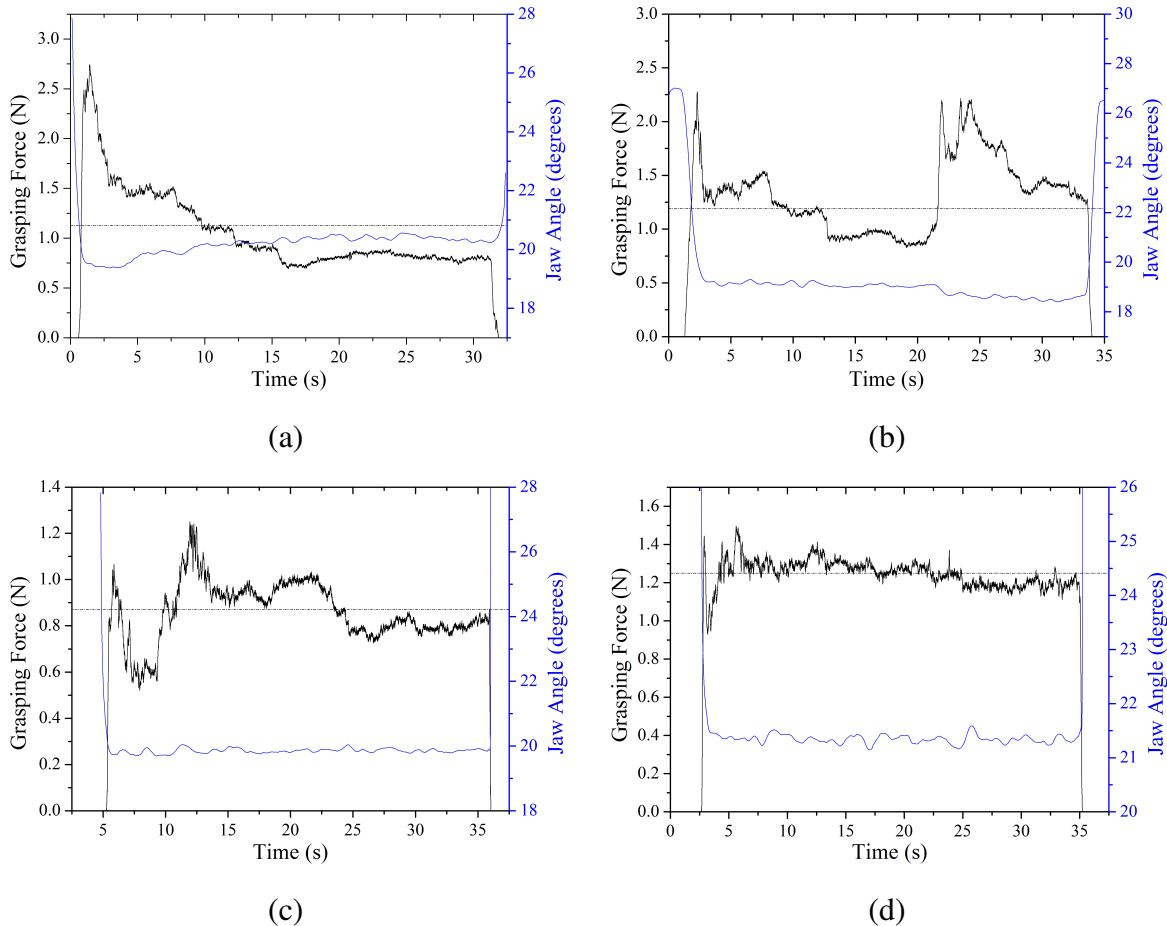 3.0
2.5
2.0
1.5
1.0
0.5
0.0
Grasping Force (N)
28
26
24
22
20
18
Jaw Angle (degrees)
0 5 10 15 20 25 30
Time (s)
(a)
3.0
2.5
2.0
1.5
1.0
0.5
0.0
Grasping Force (N)
30
28
26
24
22
20
18
Jaw Angle (degrees)
0 5 10 15 20 25 30 35
Time (s)
(b)
1.4
1.2
1.0
0.8
0.6
0.4
0.2
0.0
Grasping Force (N)
28
26
24
22
20
18
Jaw Angle (degrees)
5 10 15 20 25 30 35
Time (s)
(c)
1.6
1.4
1.2
1.0
0.8
0.6
0.4
0.2
0.0
Grasping Force (N)
26
25
24
23
22
21
20
Jaw Angle (degrees)
0 5 10 15 20 25 30 35
Time (s)
(d)